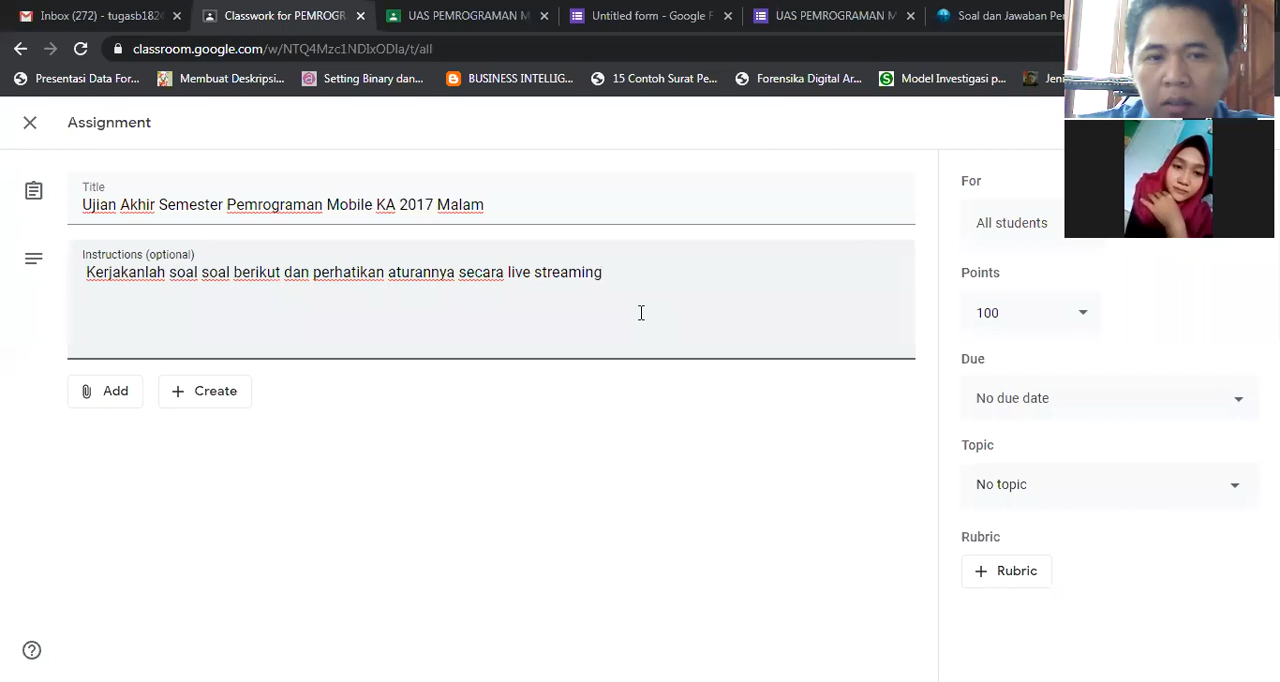 Inbox (272) - tugasb182
Classwork for PEMROGR
UAS PEMROGRAMAN M
Untitled form - Google F
UAS PEMROGRAMAN M
Soal dan Jawaban Pe
classroom.google.com/w/NTQ4Mzc1NDIxODIa/t/all
Presentasi Data For...
Membuat Deskripsi...
Setting Binary dan...
BUSINESS INTELLIG...
15 Contoh Surat Pe...
Forensika Digital Ar...
Model Investigasi p...
Jeni
Assignment
Title
Ujian Akhir Semester Pemrograman Mobile KA 2017 Malam
Instructions (optional)
Kerjakanlah soal soal berikut dan perhatikan aturannya secara live streaming
Add
Create
For
All students
Points
100
Due
No due date
Topic
No topic
Rubric
Rubric